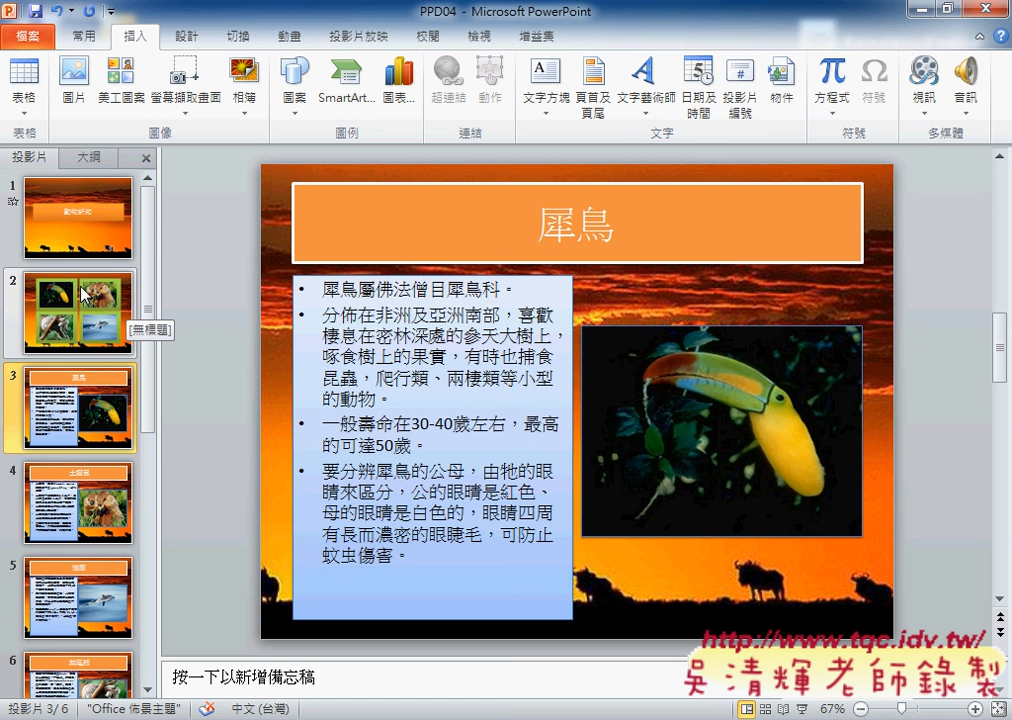 PPD04 - Microsoft PowerPoint
檔案 常用 插入 設計 切換 動畫 投影片放映 校閱 檢視 增益集
表格 圖片 美工圖案 螢幕擷取畫面 相簿 圖案 SmartArt... 圖表... 超連結 動作 文字方塊 頁首及頁尾 文字藝術師 日期及時間 投影片編號 物件 方程式 符號 視訊 音訊
表格 圖像 圖例 連結 文字 符號 多媒體
投影片 大綱
1
2
[無標題]
3
4
5
6
犀鳥
• 犀鳥屬佛法僧目犀鳥科。
• 分佈在非洲及亞洲南部，喜歡
棲息在密林深處的參天大樹上，
啄食樹上的果實，有時也捕食
昆蟲，爬行類、兩棲類等小型
的動物。
• 一般壽命在30-40歲左右，最高
的可達50歲。
• 要分辨犀鳥的公母，由牠的眼
睛來區分，公的眼睛是紅色、
母的眼睛是白色的，眼睛四周
有長而濃密的眼睫毛，可防止
蚊虫傷害。
按一下以新增備忘稿
http://www.tqc.idv.tw/
吳清輝老師錄製
投影片 3/6 "Office 佈景主題" 中文 (台灣) 67%